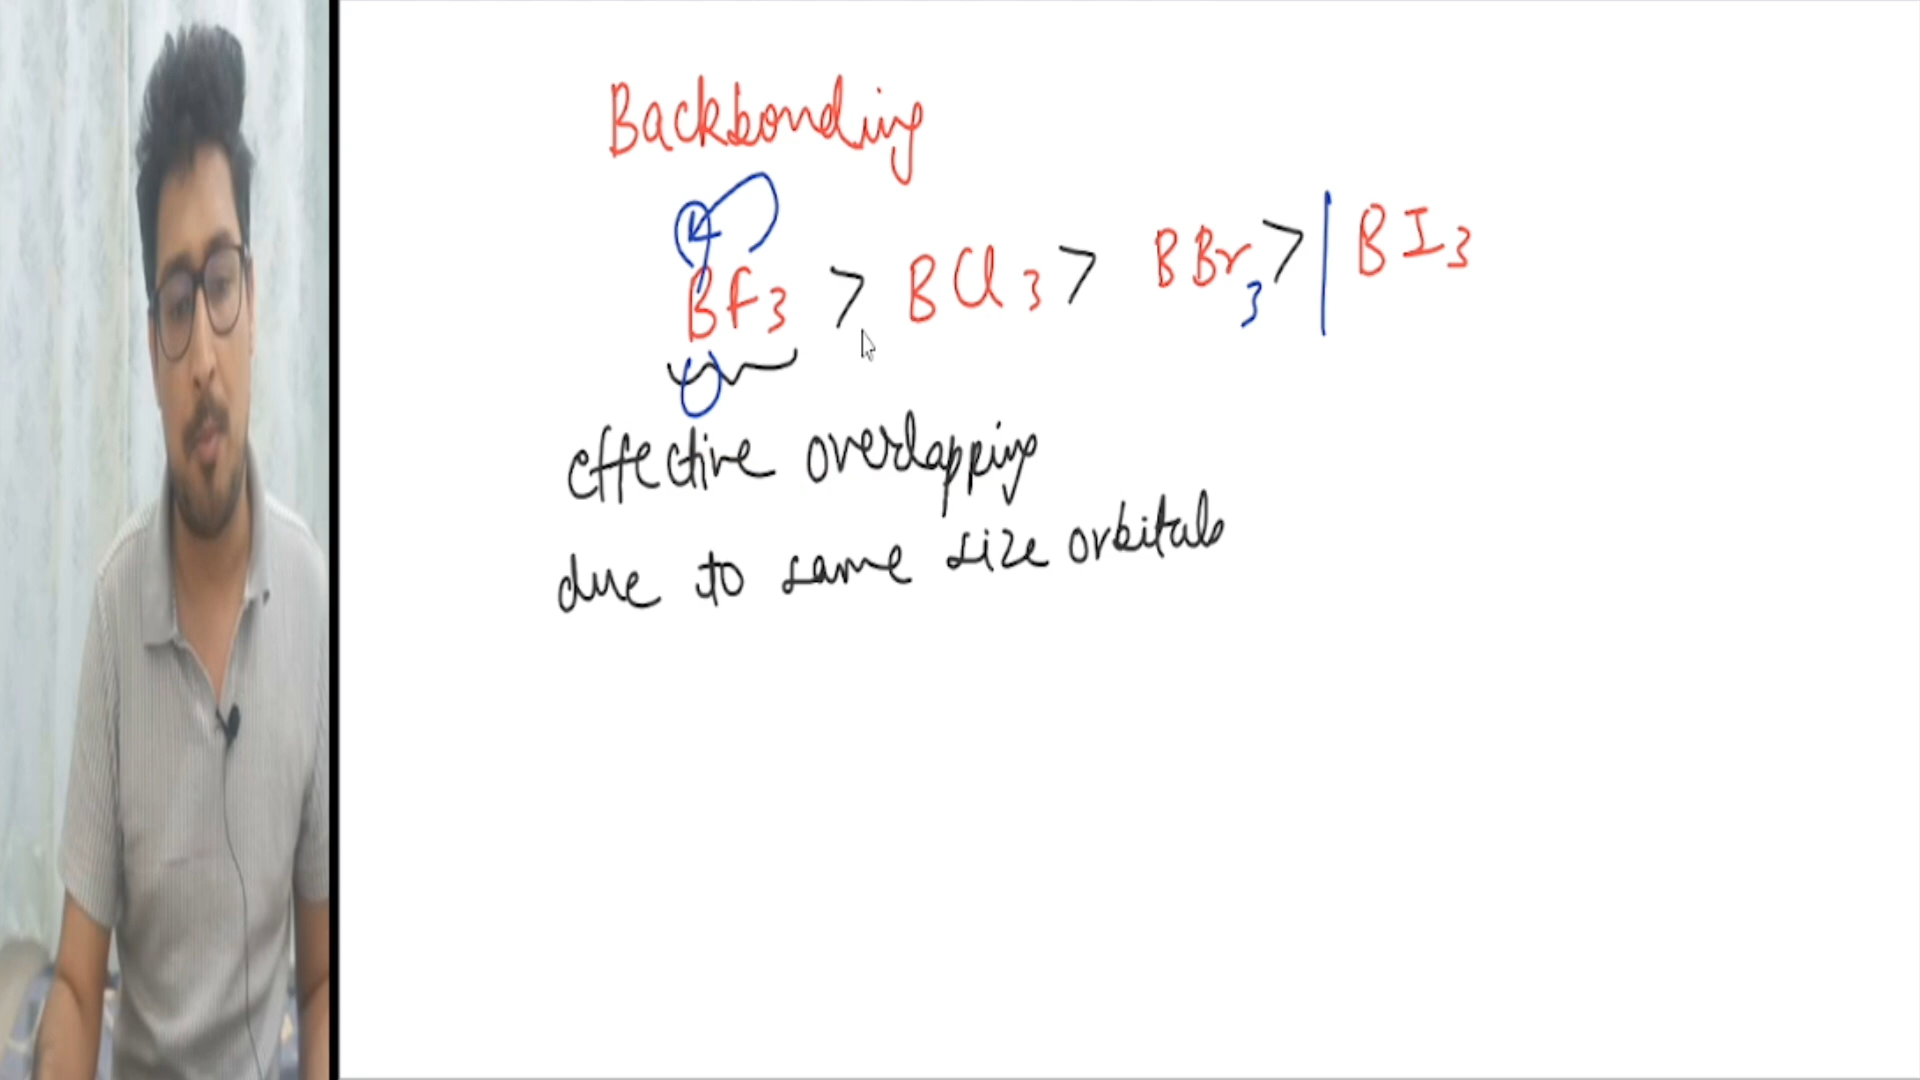 Backbonding
BF3 > BCl3 > BBr3 > | BI3
effective overlapping
due to same size orbitals